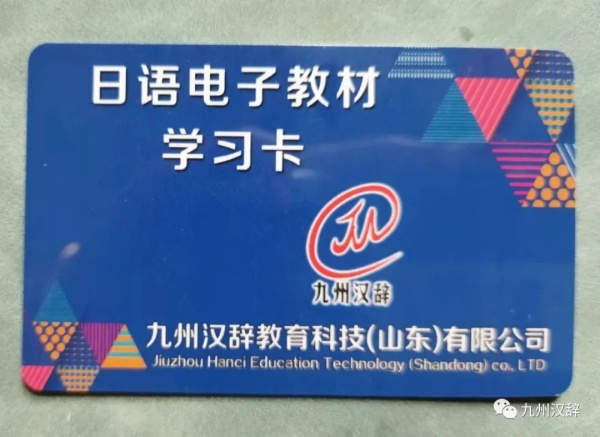 日语电子教材
学习卡
九州汉辞
九州汉辞教育科技(山东)有限公司
Jiuzhou Hanci Education Technology (Shandong) co., LTD
九州汉辞